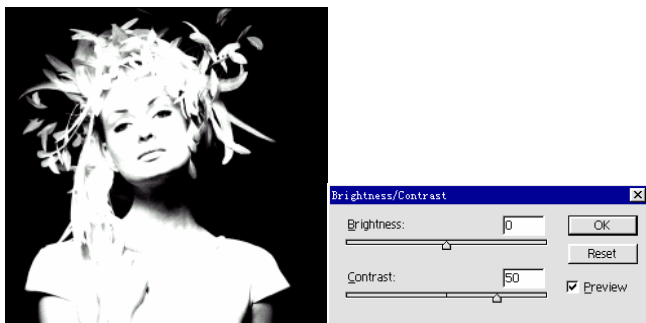 Brightness/Contrast
Brightness: 0
OK
Reset
Contrast: 50
Preview